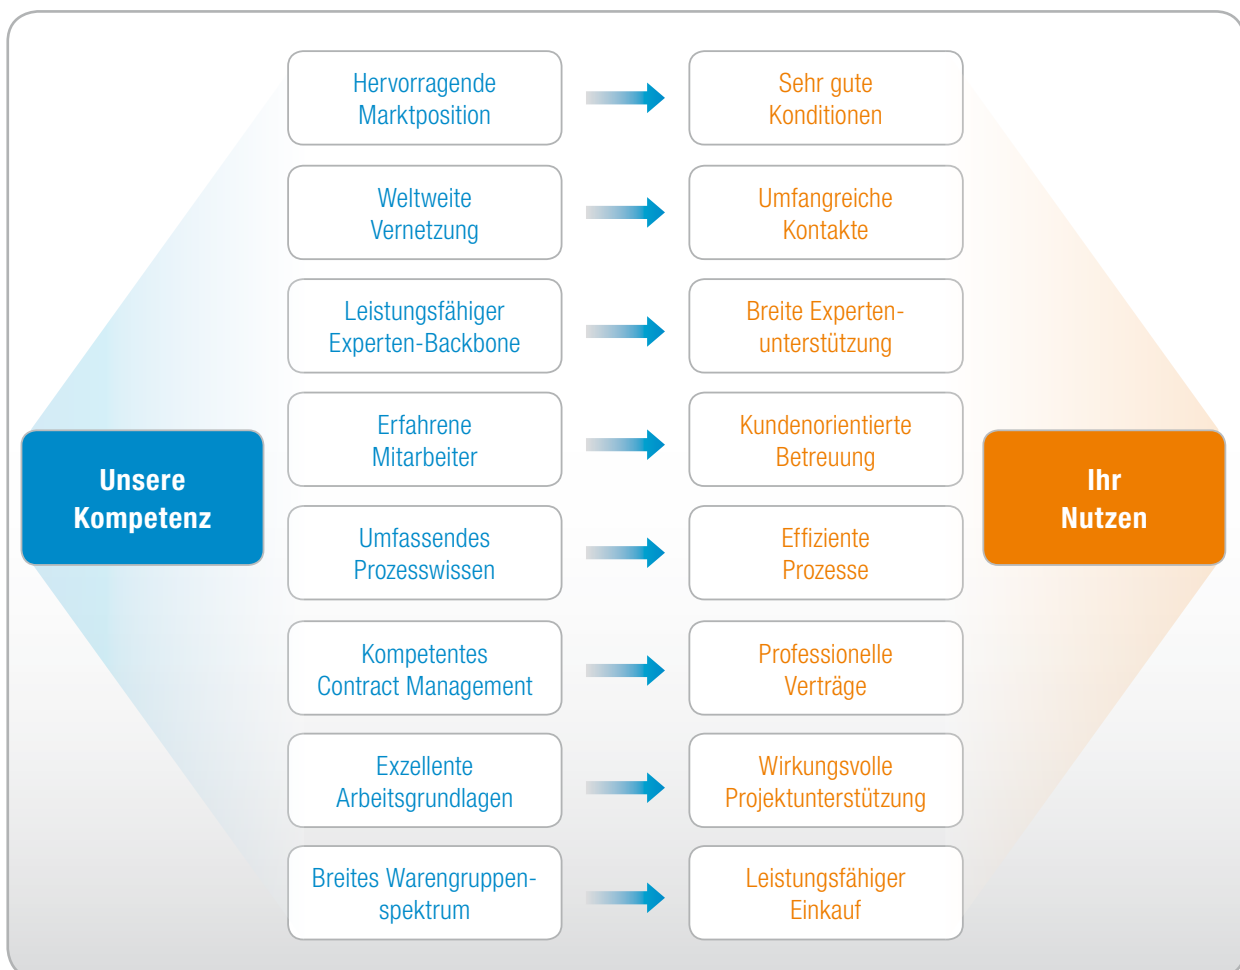 Hervorragende
Marktposition
Sehr gute
Konditionen
Weltweite
Vernetzung
Umfangreiche
Kontakte
Leistungsfähiger
Experten-Backbone
Breite Experten-
unterstützung
Erfahrene
Mitarbeiter
Kundenorientierte
Betreuung
Unsere
Kompetenz
Ihr
Nutzen
Umfassendes
Prozesswissen
Effiziente
Prozesse
Kompetentes
Contract Management
Professionelle
Verträge
Exzellente
Arbeitsgrundlagen
Wirkungsvolle
Projektunterstützung
Breites Warengruppen-
spektrum
Leistungsfähiger
Einkauf